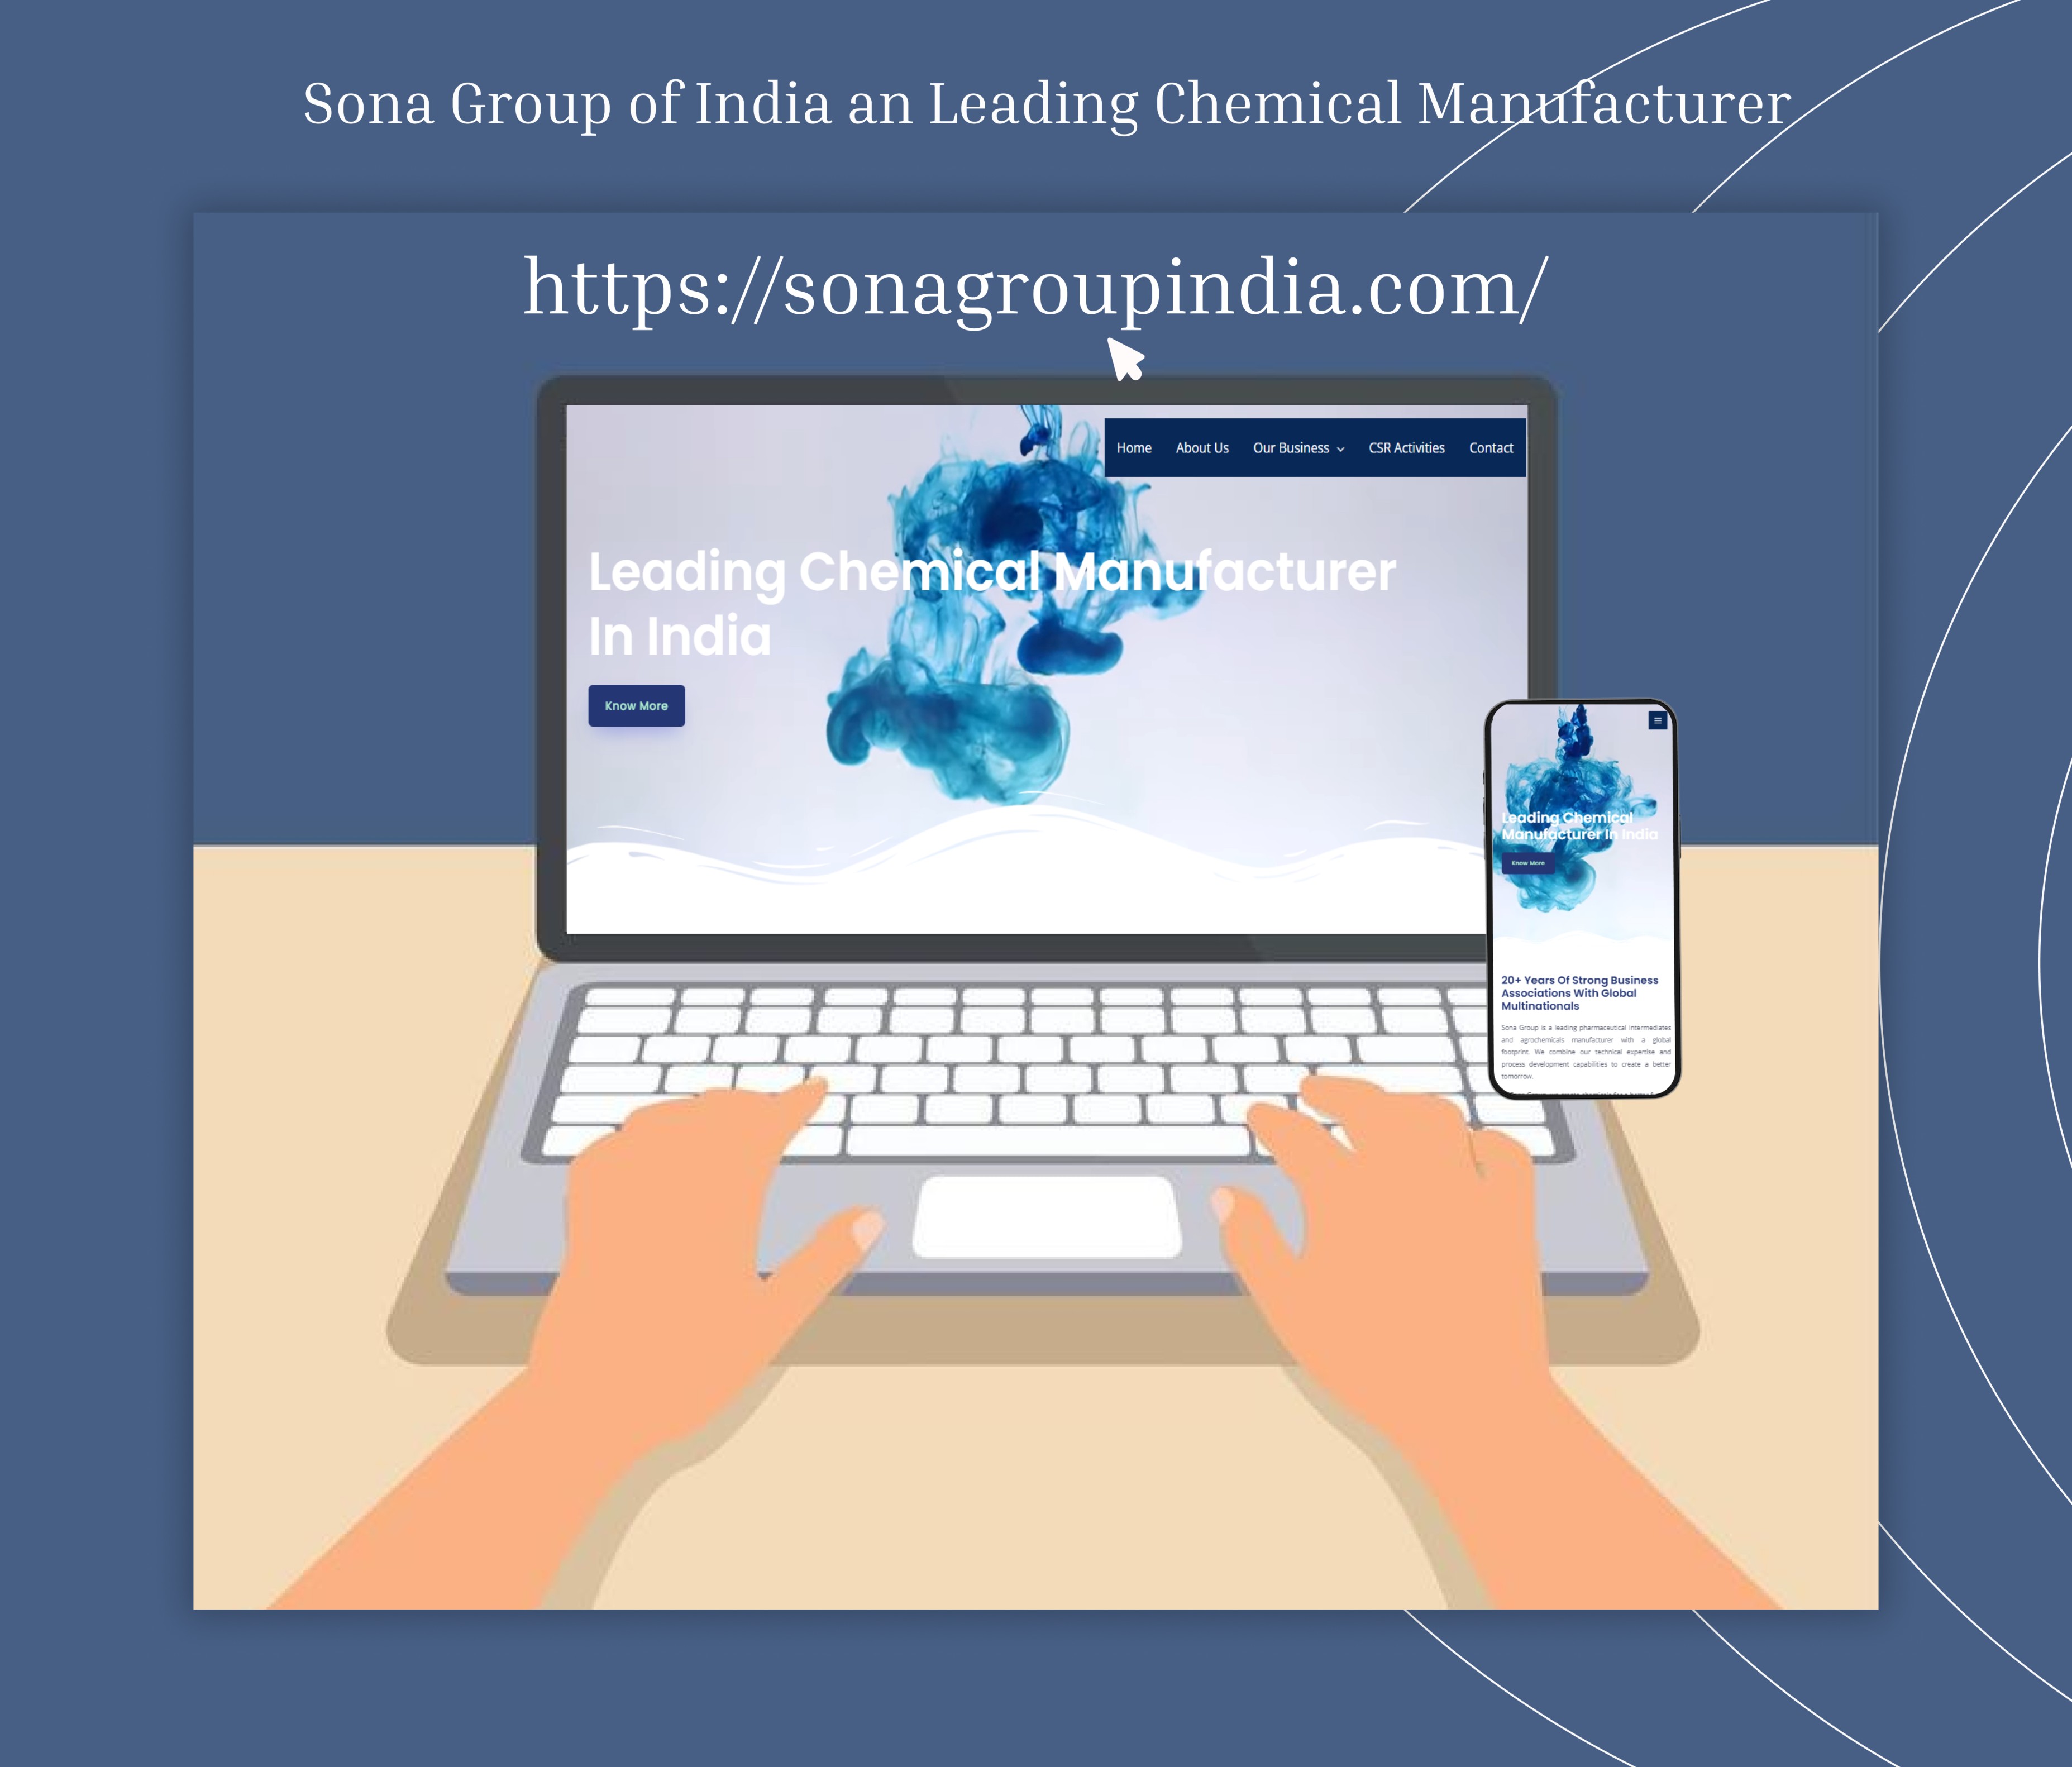 Sona Group of India an Leading Chemical Manufacturer
https://sonagroupindia.com/
Home About Us Our Business CSR Activities Contact
Leading Chemical Manufacturer
In India
Know More
Leading Chemical
Manufacturer In India
Know More
20+ Years Of Strong Business
Associations With Global
Multinationals
Sona Group is a leading pharmaceutical intermediates
and agrochemicals manufacturer with a global
footprint. We combine our technical expertise and
process development capabilities to create a better
tomorrow.